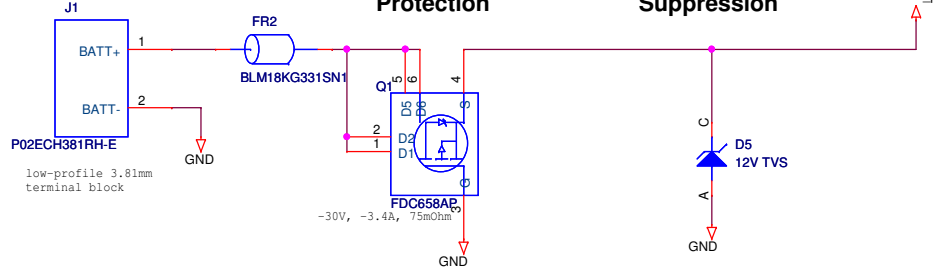 Protection
Suppression
J1
BATT+
1
FR2
BLM18KG331SN1
BATT-
2
P02ECH381RH-E
GND
low-profile 3.81mm
terminal block
Q1
5
6
4
D5
D6
S
2
D2
1
D1
G
FDC658AP
-30V, -3.4A, 75mOhm
3
GND
C
D5
12V TVS
A
GND